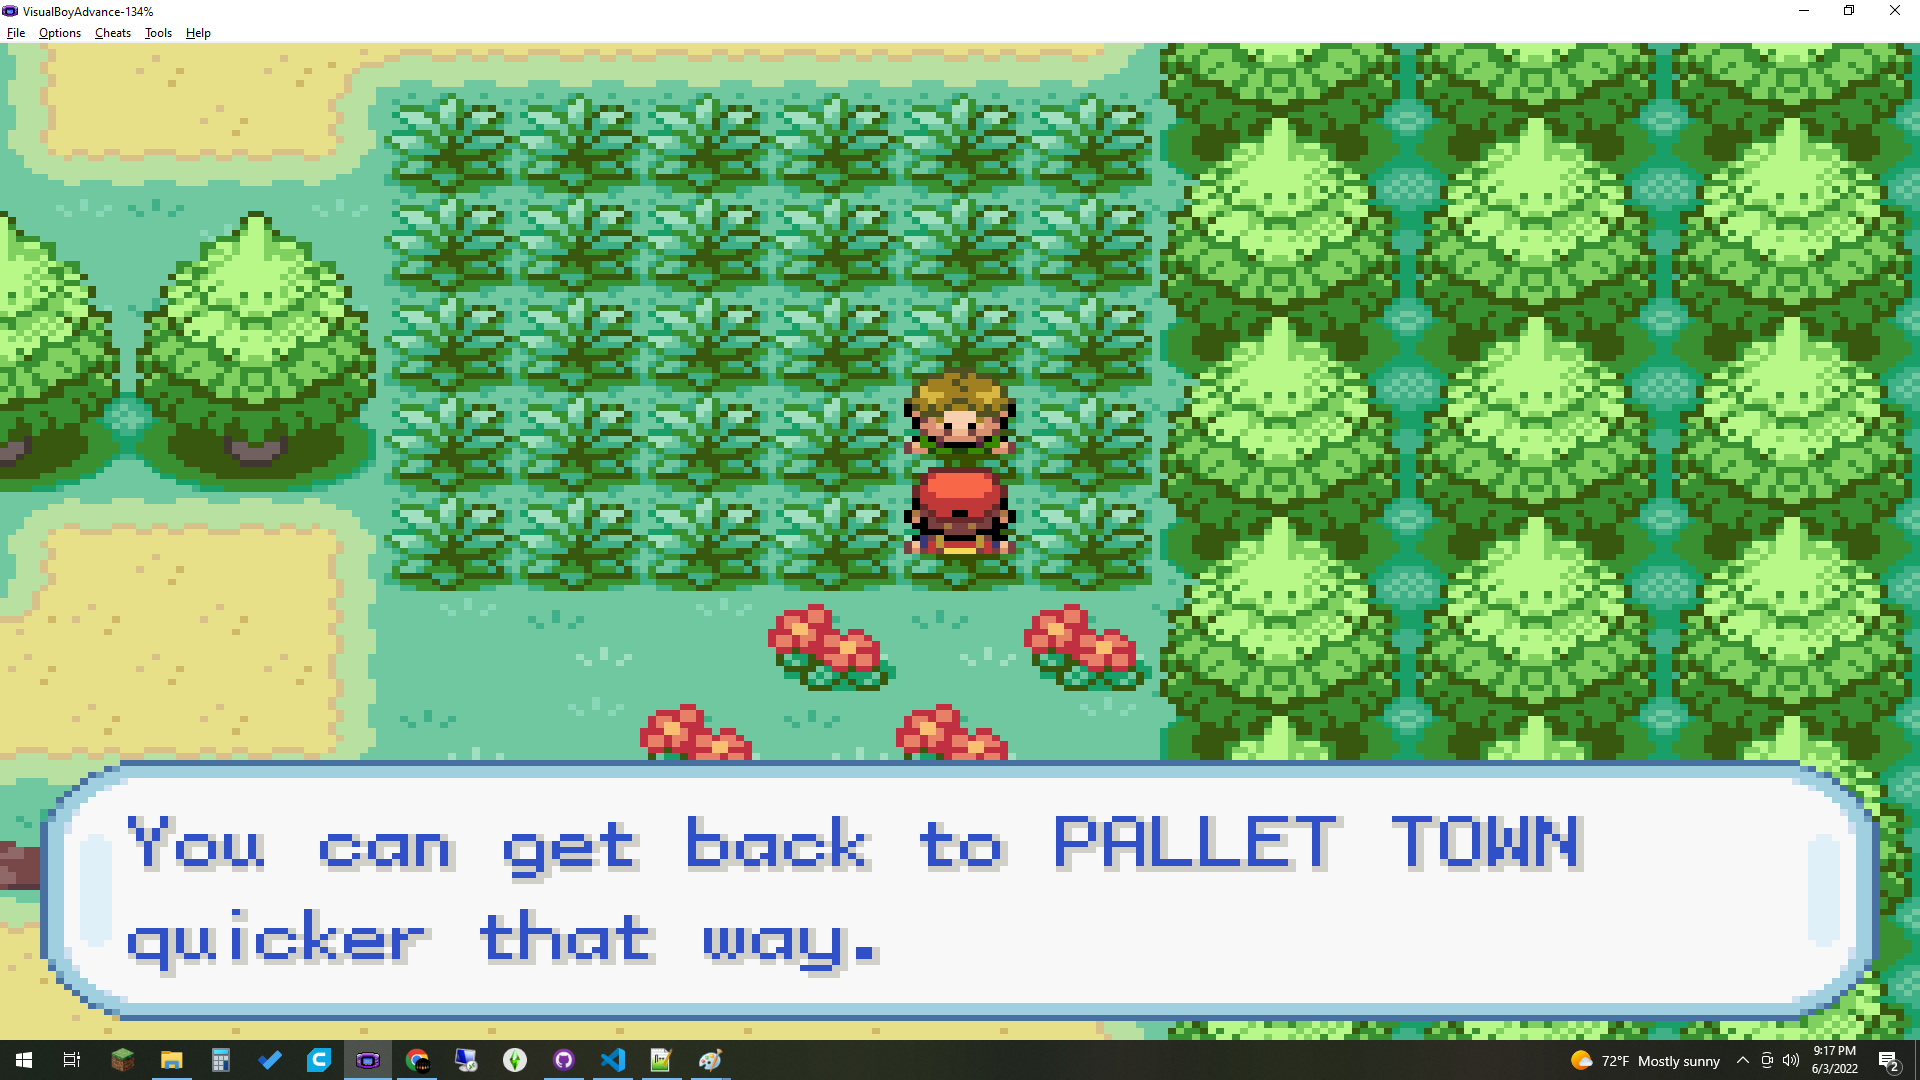 VisualBoyAdvance-134%
File Options Cheats Tools Help
You can get back to PALLET TOWN
quicker that way.
72°F Mostly sunny
9:17 PM
6/3/2022
2